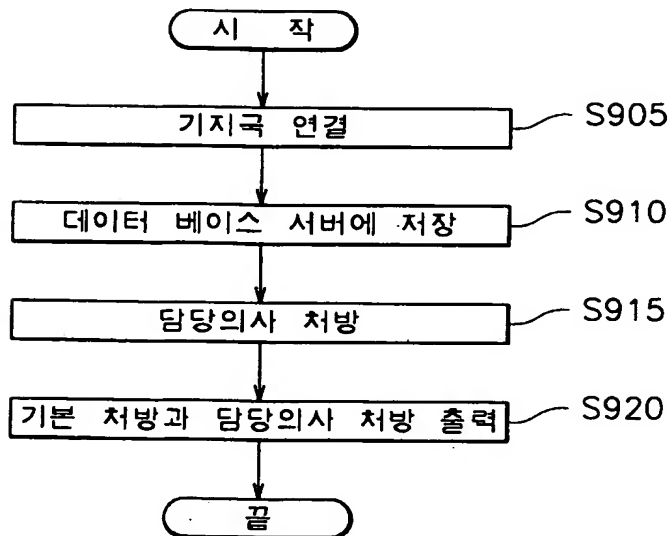 시 작
기지국 연결 S905
데이터 베이스 서버에 저장 S910
담당의사 처방 S915
기본 처방과 담당의사 처방 출력 S920
끝